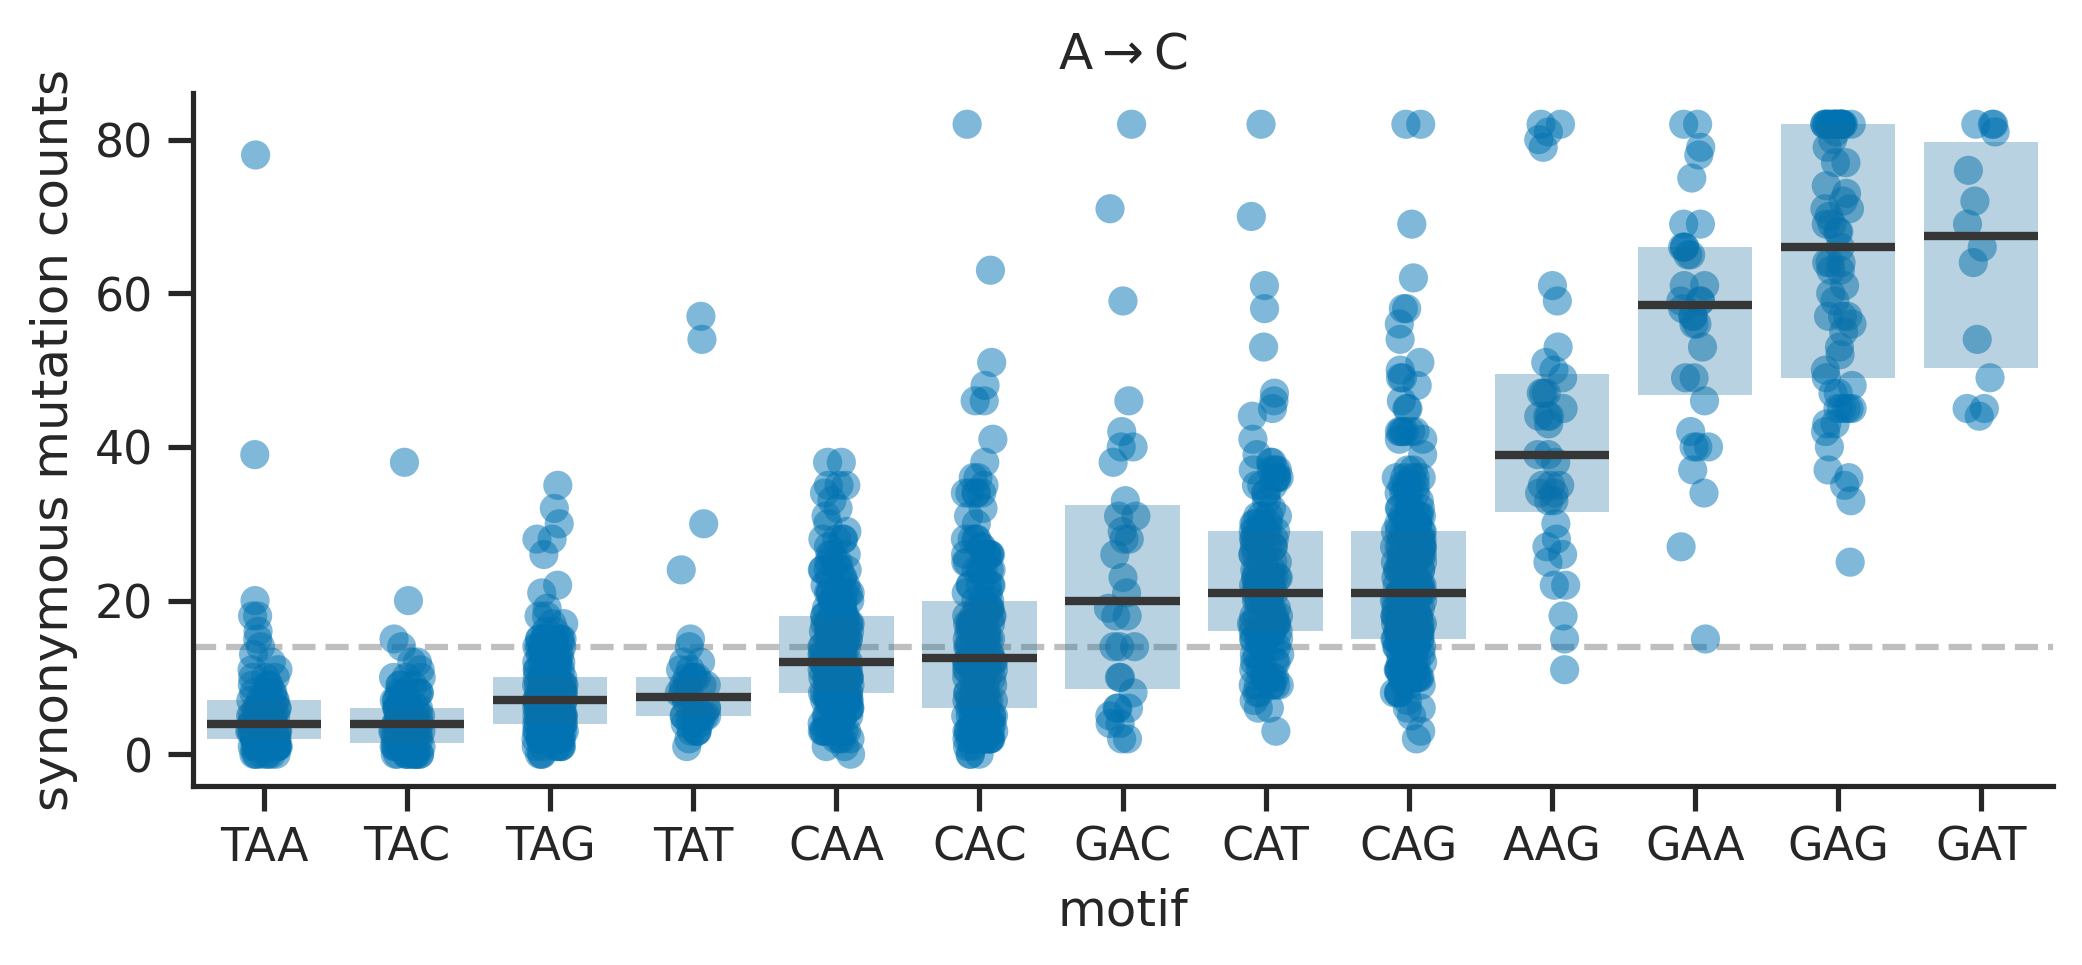 A→C
synonymous mutation counts
80
60
40
20
0
TAA TAC TAG TAT CAA CAC GAC CAT CAG AAG GAA GAG GAT
motif